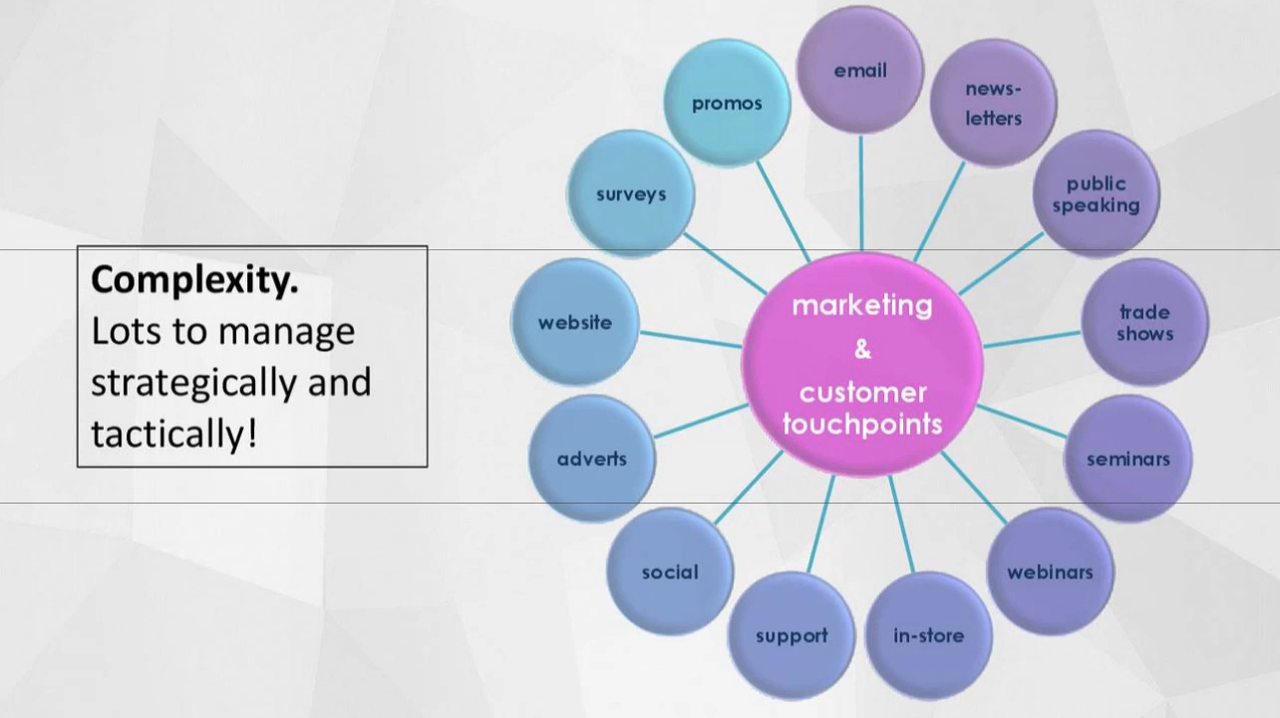 Complexity.
Lots to manage
strategically and
tactically!
marketing
&
customer
touchpoints
email
news-
letters
public
speaking
trade
shows
seminars
webinars
in-store
support
social
adverts
website
surveys
promos